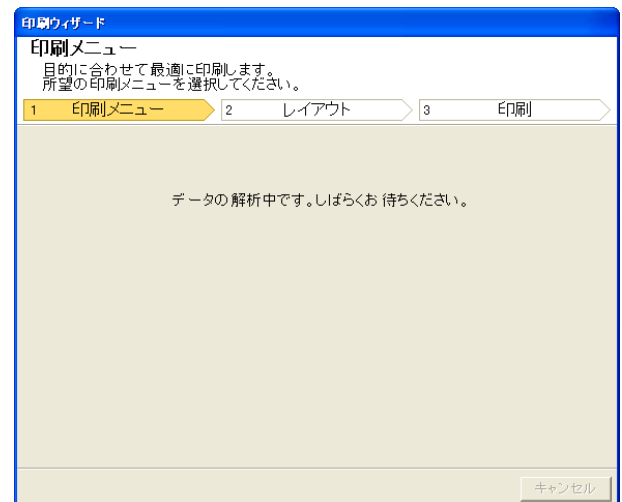 印刷ウィザード
印刷メニュー
目的に合わせて最適に印刷します。
所望の印刷メニューを選択してください。
1 印刷メニュー 2 レイアウト 3 印刷
データの解析中です。しばらくお待ちください。
キャンセル